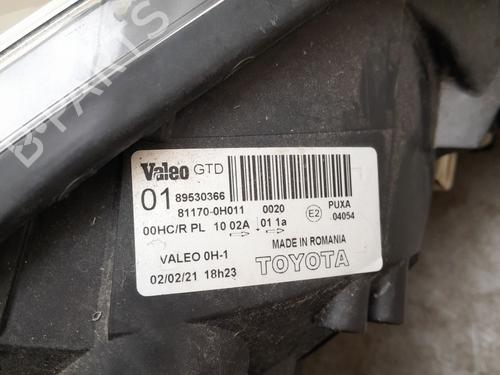 B-PARTS
Valeo GTD
01 89530366
81170-0H011 0020
PUXA
E2 04054
00HC/R PL 10 02A 01 1a
VALEO 0H-1
MADE IN ROMANIA
02/02/21 18h23
TOYOTA